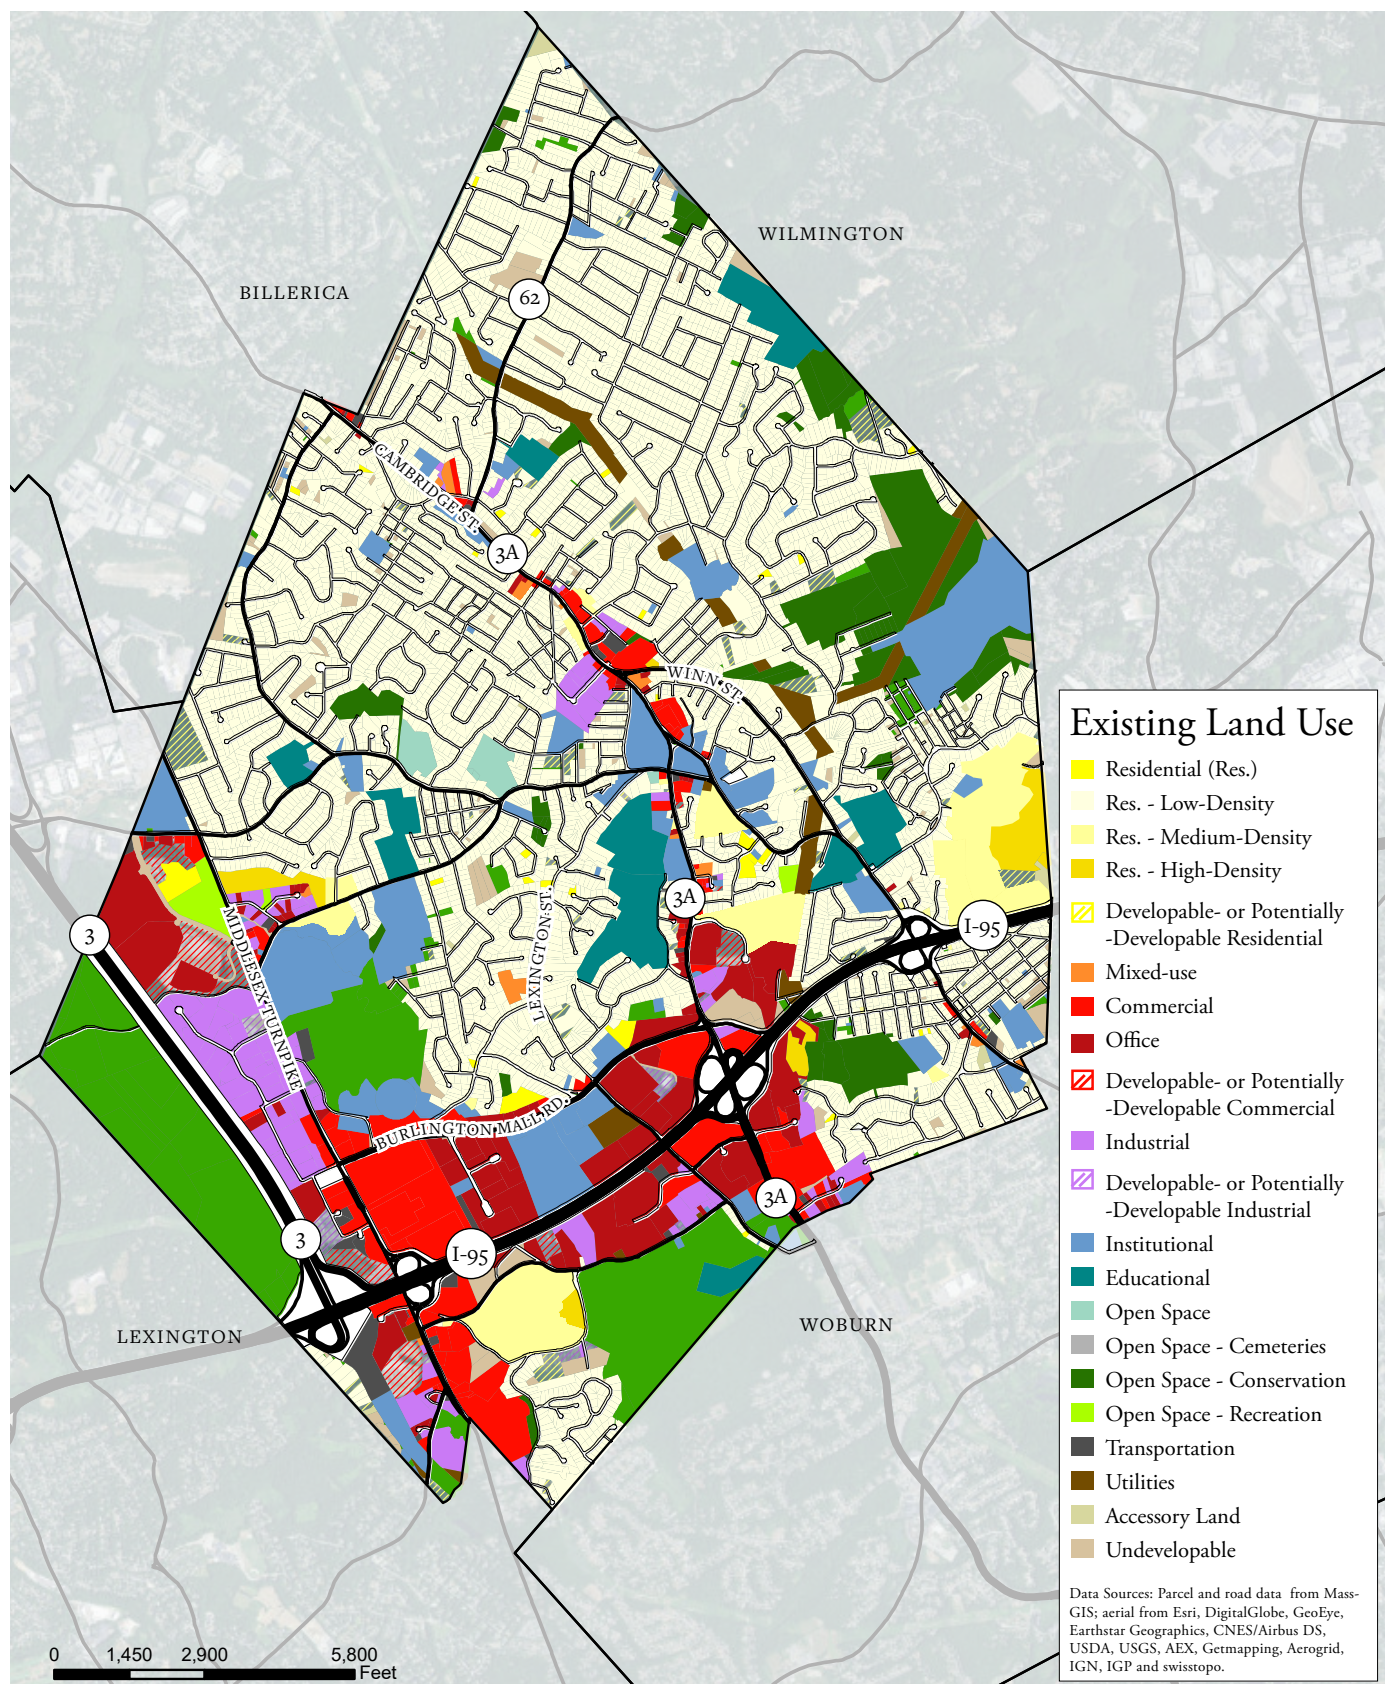 WILMINGTON
BILLERICA
62
CAMBRIDGE ST.
3A
WINN ST.
3A
LEXINGTON ST.
MIDDLESEX TURNPIKE
3
I-95
BURLINGTON MALL RD.
3A
3
I-95
LEXINGTON
WOBURN
Existing Land Use
Residential (Res.)
Res. - Low-Density
Res. - Medium-Density
Res. - High-Density
Developable- or Potentially
-Developable Residential
Mixed-use
Commercial
Office
Developable- or Potentially
-Developable Commercial
Industrial
Developable- or Potentially
-Developable Industrial
Institutional
Educational
Open Space
Open Space - Cemeteries
Open Space - Conservation
Open Space - Recreation
Transportation
Utilities
Accessory Land
Undevelopable
Data Sources: Parcel and road data from Mass-
GIS; aerial from Esri, DigitalGlobe, GeoEye,
Earthstar Geographics, CNES/Airbus DS,
USDA, USGS, AEX, Getmapping, Aerogrid,
IGN, IGP and swisstopo.
0 1,450 2,900 5,800
Feet